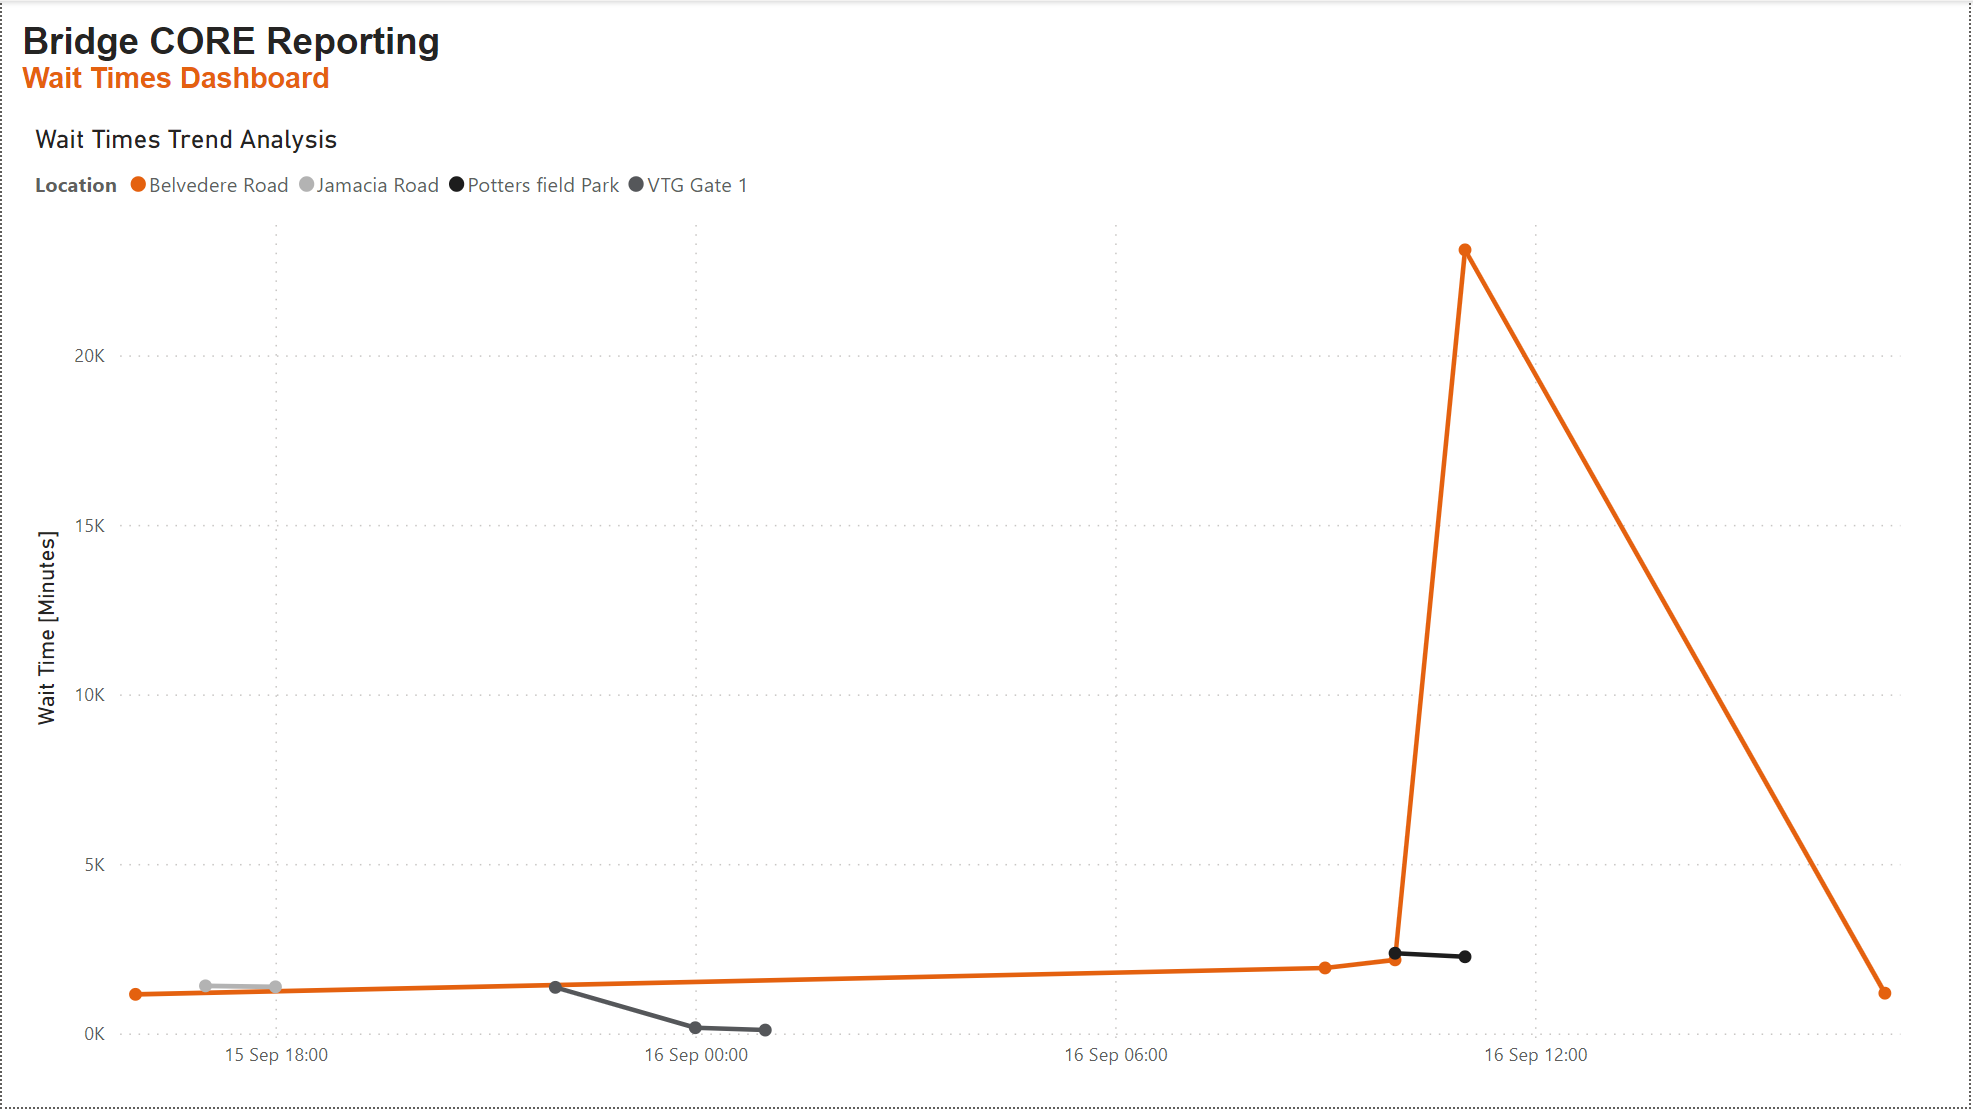 Bridge CORE Reporting
Wait Times Dashboard
Wait Times Trend Analysis
Location Belvedere Road Jamacia Road Potters field Park VTG Gate 1
Wait Time [Minutes]
20K
15K
10K
5K
0K
15 Sep 18:00 16 Sep 00:00 16 Sep 06:00 16 Sep 12:00